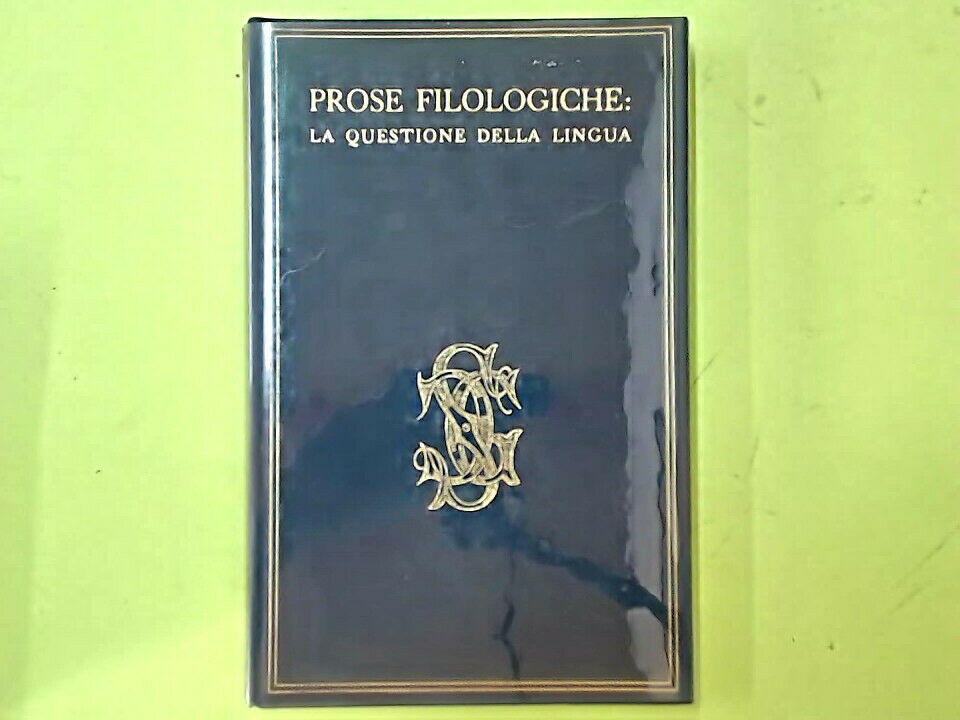 PROSE FILOLOGICHE:
LA QUESTIONE DELLA LINGUA